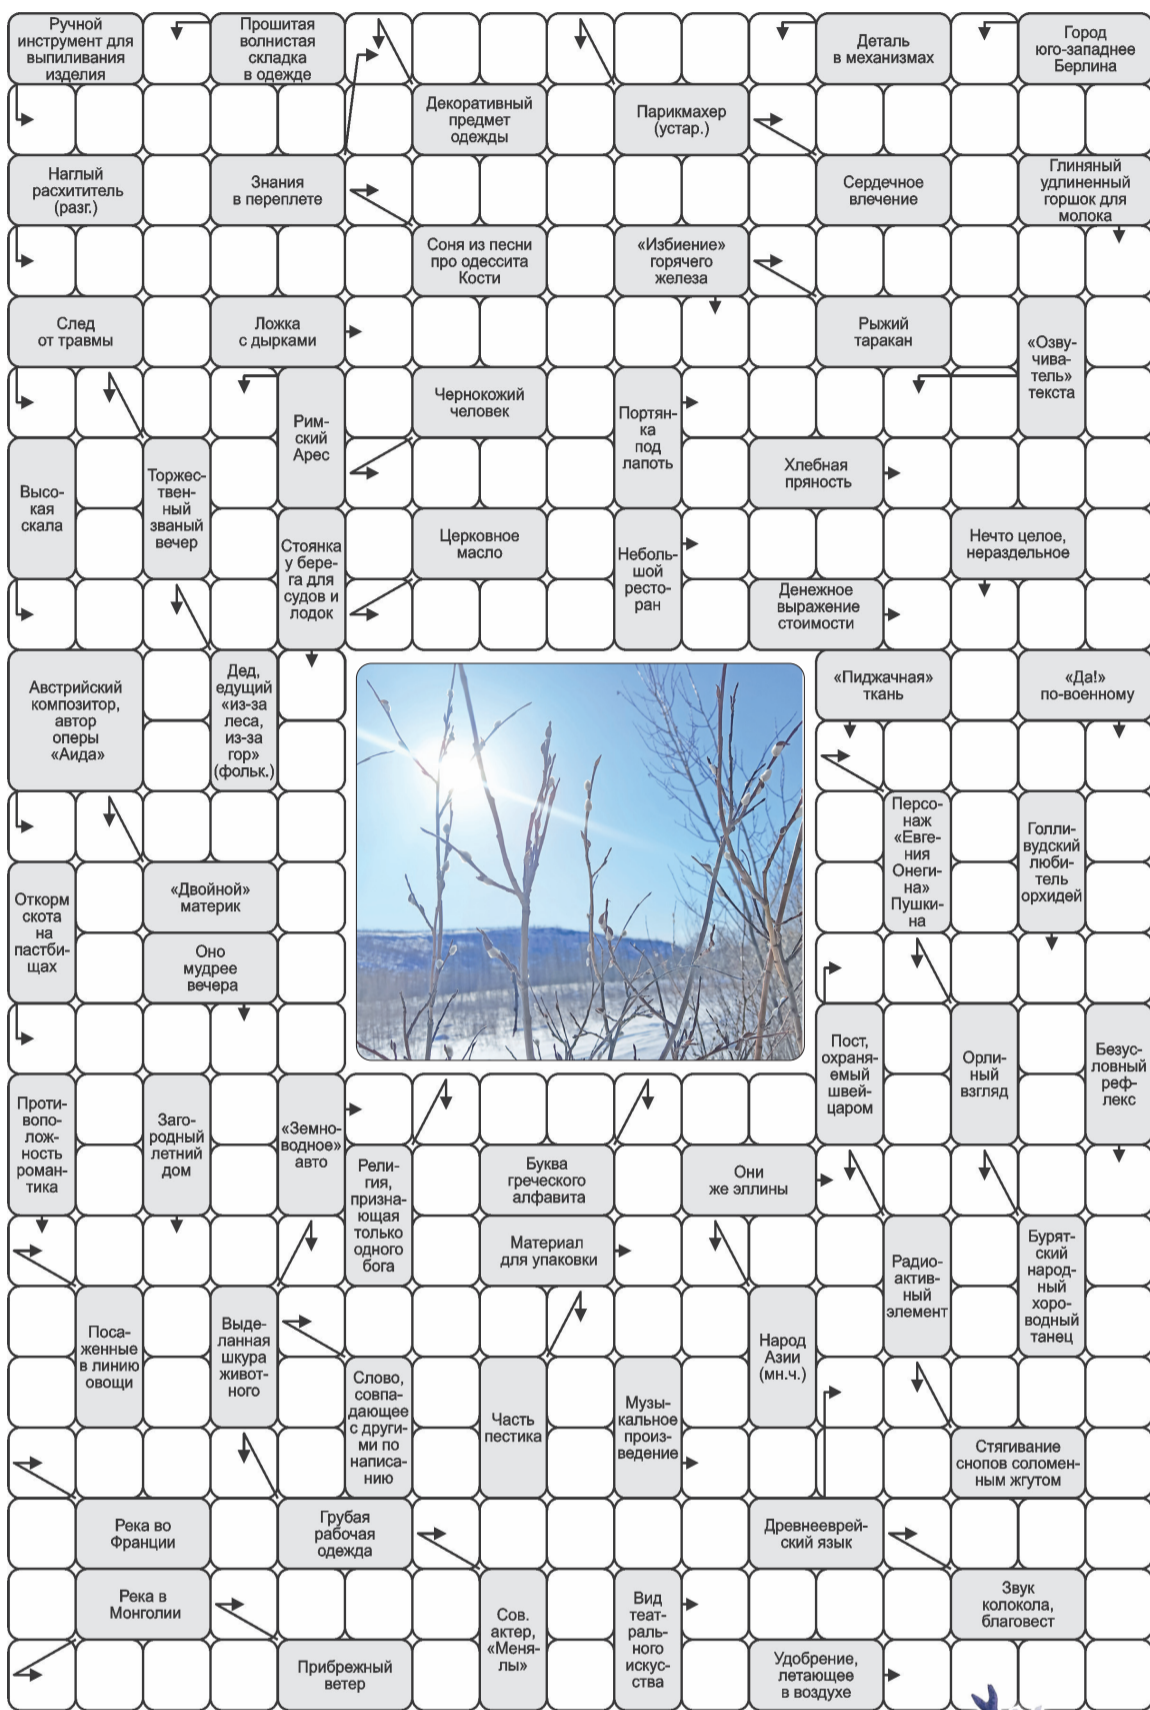 Ручной
инструмент для
выпиливания
изделия
Прошитая
волнистая
складка
в одежде
Деталь
в механизмах
Город
юго-западнее
Берлина
Декоративный
предмет
одежды
Парикмахер
(устар.)
Наглый
расхититель
(разг.)
Знания
в переплете
Сердечное
влечение
Глиняный
удлиненный
горшок для
молока
Соня из песни
про одессита
Кости
«Избиение»
горячего
железа
След
от травмы
Ложка
с дырками
Рыжий
таракан
«Озву-
чива-
тель»
текста
Рим-
ский
Арес
Чернокожий
человек
Портян-
ка
под
лапоть
Высо-
кая
скала
Торжес-
твен-
ный
званый
вечер
Хлебная
пряность
Стоянка
у бере-
га для
судов и
лодок
Церковное
масло
Неболь-
шой
ресто-
ран
Нечто целое,
нераздельное
Денежное
выражение
стоимости
Австрийский
композитор,
автор
оперы
«Аида»
Дед,
едущий
«из-за
леса,
из-за
гор»
(фольк.)
«Пиджачная»
ткань
«Да!»
по-военному
Персо-
наж
«Евге-
ния
Онеги-
на»
Пушки-
на
Голли-
вудский
люби-
тель
орхидей
Откорм
скота
на
пастби-
щах
«Двойной»
материк
Оно
мудрее
вечера
Пост,
охраня-
емый
швей-
царом
Орли-
ный
взгляд
Безус-
ловный
реф-
лекс
Проти-
вопо-
лож-
ность
роман-
тика
Заго-
родный
летний
дом
«Земно-
водное»
авто
Рели-
гия,
призна-
ющая
только
одного
бога
Буква
греческого
алфавита
Они
же эллины
Материал
для упаковки
Радио-
актив-
ный
элемент
Бурят-
ский
народ-
ный
хоро-
водный
танец
Поса-
женные
в линию
овощи
Выде-
ланная
шкура
живот-
ного
Народ
Азии
(мн.ч.)
Слово,
совпа-
дающее
с други-
ми по
написа-
нию
Часть
пестика
Музы-
кальное
произ-
ведение
Стягивание
снопов соломен-
ным жгутом
Река во
Франции
Грубая
рабочая
одежда
Древнееврей-
ский язык
Река в
Монголии
Сов.
актер,
«Меня-
лы»
Вид
теат-
раль-
ного
искус-
ства
Звук
колокола,
благовест
Прибрежный
ветер
Удобрение,
летающее
в воздухе